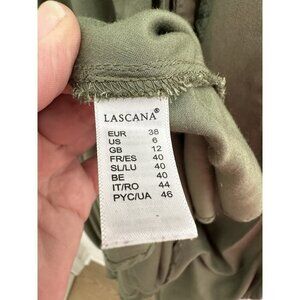 LASCANA®
EUR 38
US 6
GB 12
FR/ES 40
SL/LU 40
BE 40
IT/RO 44
PYC/UA 46